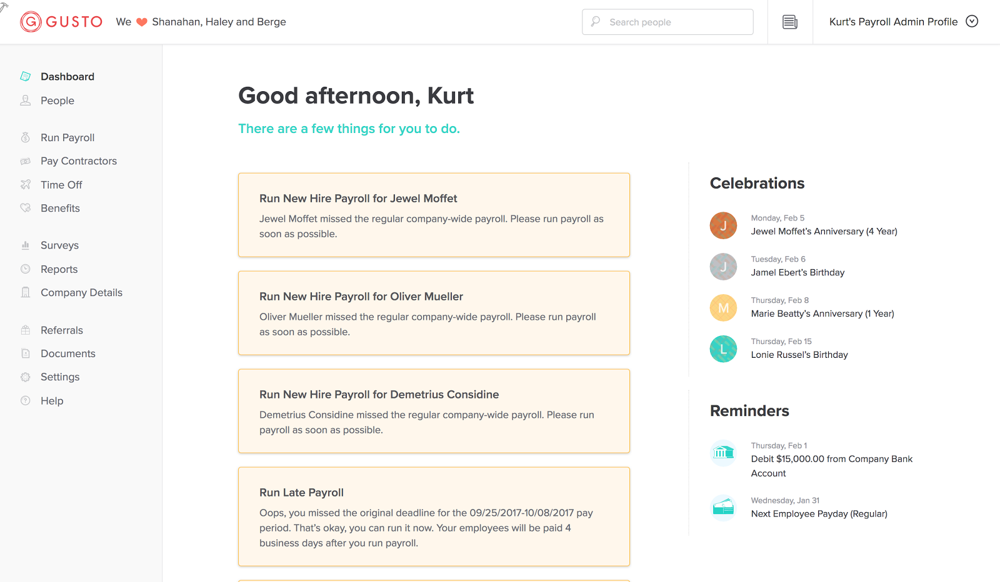 G GUSTO
We Shanahan, Haley and Berge
Search people
Kurt's Payroll Admin Profile
Dashboard
People
Run Payroll
Pay Contractors
Time Off
Benefits
Surveys
Reports
Company Details
Referrals
Documents
Settings
Help
Good afternoon, Kurt
There are a few things for you to do.
Run New Hire Payroll for Jewel Moffet
Jewel Moffet missed the regular company-wide payroll. Please run payroll as
soon as possible.
Run New Hire Payroll for Oliver Mueller
Oliver Mueller missed the regular company-wide payroll. Please run payroll
as soon as possible.
Run New Hire Payroll for Demetrius Considine
Demetrius Considine missed the regular company-wide payroll. Please run
payroll as soon as possible.
Run Late Payroll
Oops, you missed the original deadline for the 09/25/2017-10/08/2017 pay
period. That's okay, you can run it now. Your employees will be paid 4
business days after you run payroll.
Celebrations
J
Monday, Feb 5
Jewel Moffet's Anniversary (4 Year)
J
Tuesday, Feb 6
Jamel Ebert's Birthday
M
Thursday, Feb 8
Marie Beatty's Anniversary (1 Year)
L
Thursday, Feb 15
Lonie Russel's Birthday
Reminders
Thursday, Feb 1
Debit $15,000.00 from Company Bank
Account
Wednesday, Jan 31
Next Employee Payday (Regular)